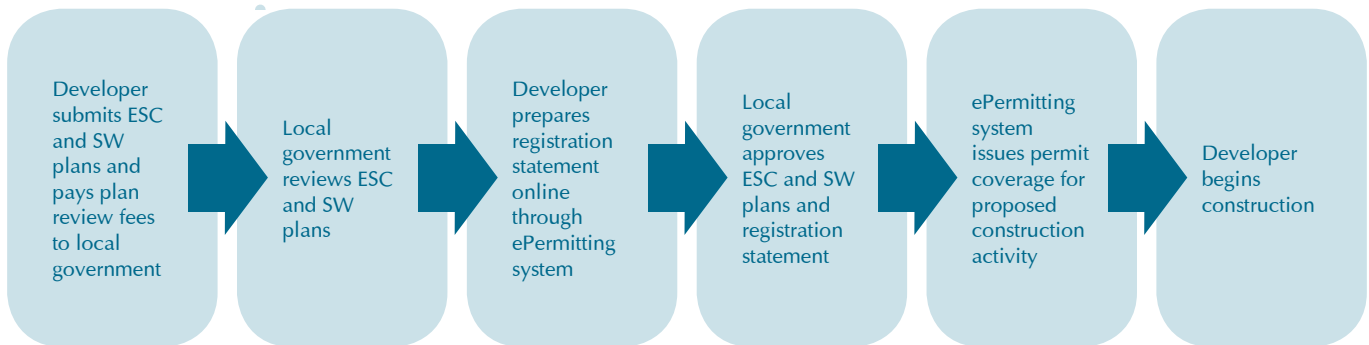 Developer
submits ESC
and SW
plans and
pays plan
review fees
to local
government
Local
government
reviews ESC
and SW
plans
Developer
prepares
registration
statement
online
through
ePermitting
system
Local
government
approves
ESC and SW
plans and
registration
statement
ePermitting
system
issues permit
coverage for
proposed
construction
activity
Developer
begins
construction